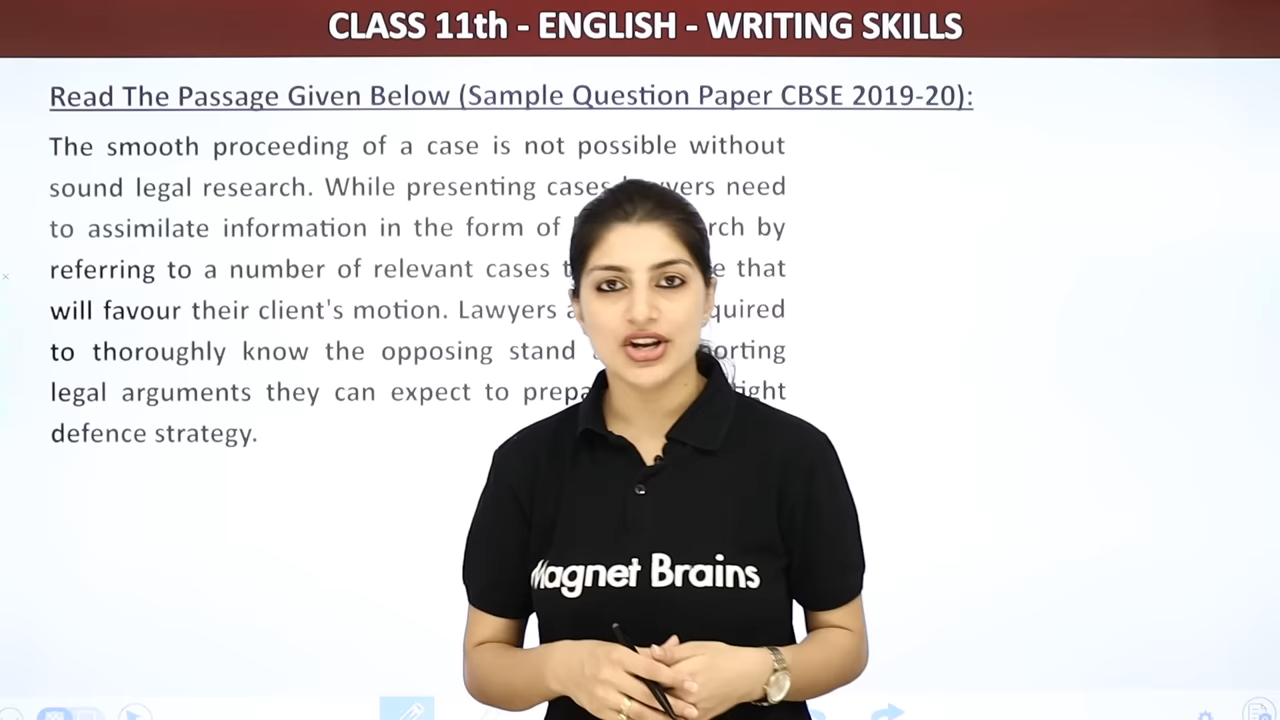 CLASS 11th - ENGLISH - WRITING SKILLS
Read The Passage Given Below (Sample Question Paper CBSE 2019-20):
The smooth proceeding of a case is not possible without
sound legal research. While presenting cases need
to assimilate information in the form of by
referring to a number of relevant cases that
will favour their client's motion. Lawyers
to thoroughly know the opposing stand
legal arguments they can expect to
defence strategy.
Magnet Brains